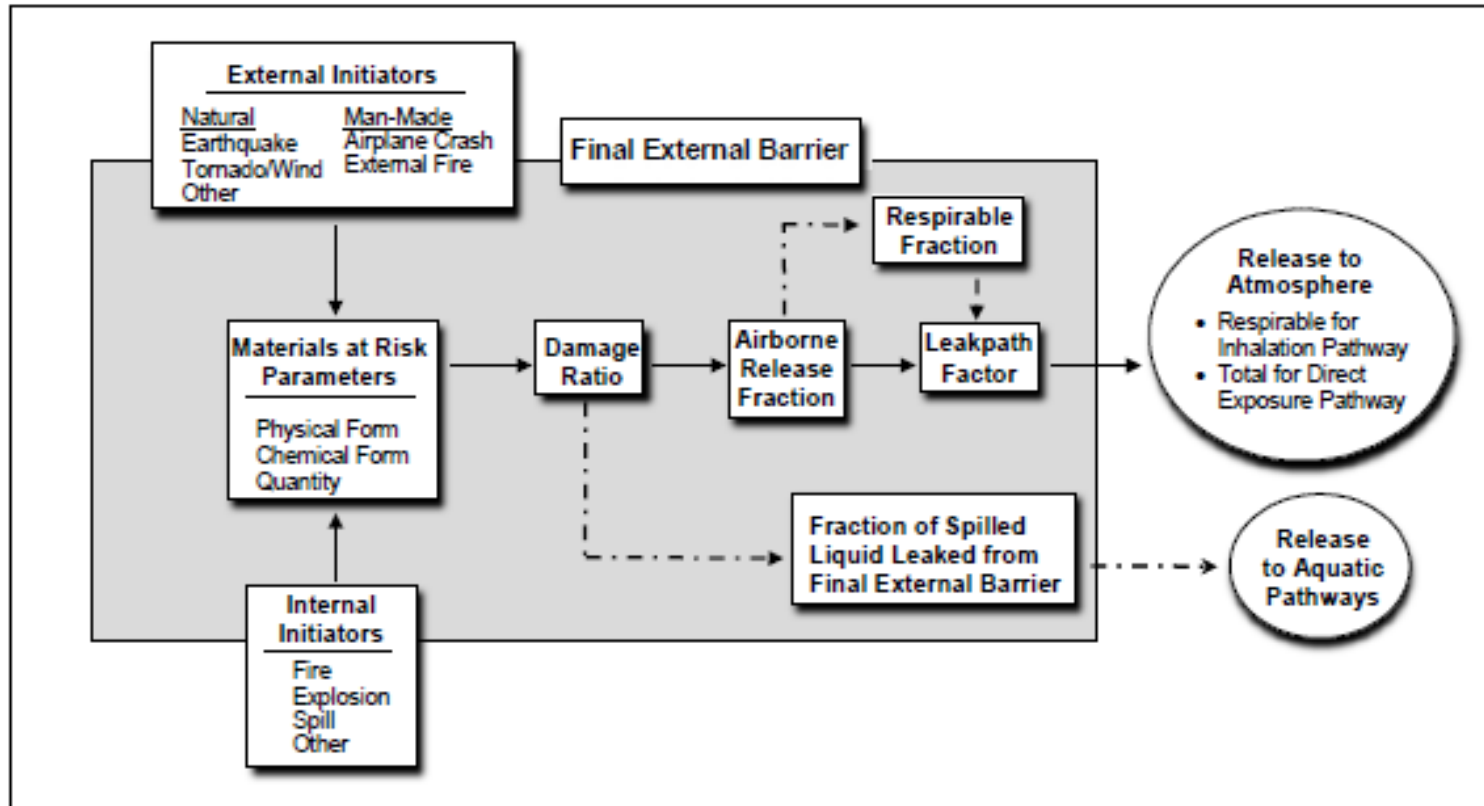 External Initiators
Natural
Earthquake
Tornado/Wind
Other
Man-Made
Airplane Crash
External Fire
Final External Barrier
Respirable
Fraction
Materials at Risk
Parameters
Physical Form
Chemical Form
Quantity
Damage
Ratio
Airborne
Release
Fraction
Leakpath
Factor
Release to
Atmosphere
• Respirable for
Inhalation Pathway
• Total for Direct
Exposure Pathway
Fraction of Spilled
Liquid Leaked from
Final External Barrier
Release
to Aquatic
Pathways
Internal
Initiators
Fire
Explosion
Spill
Other